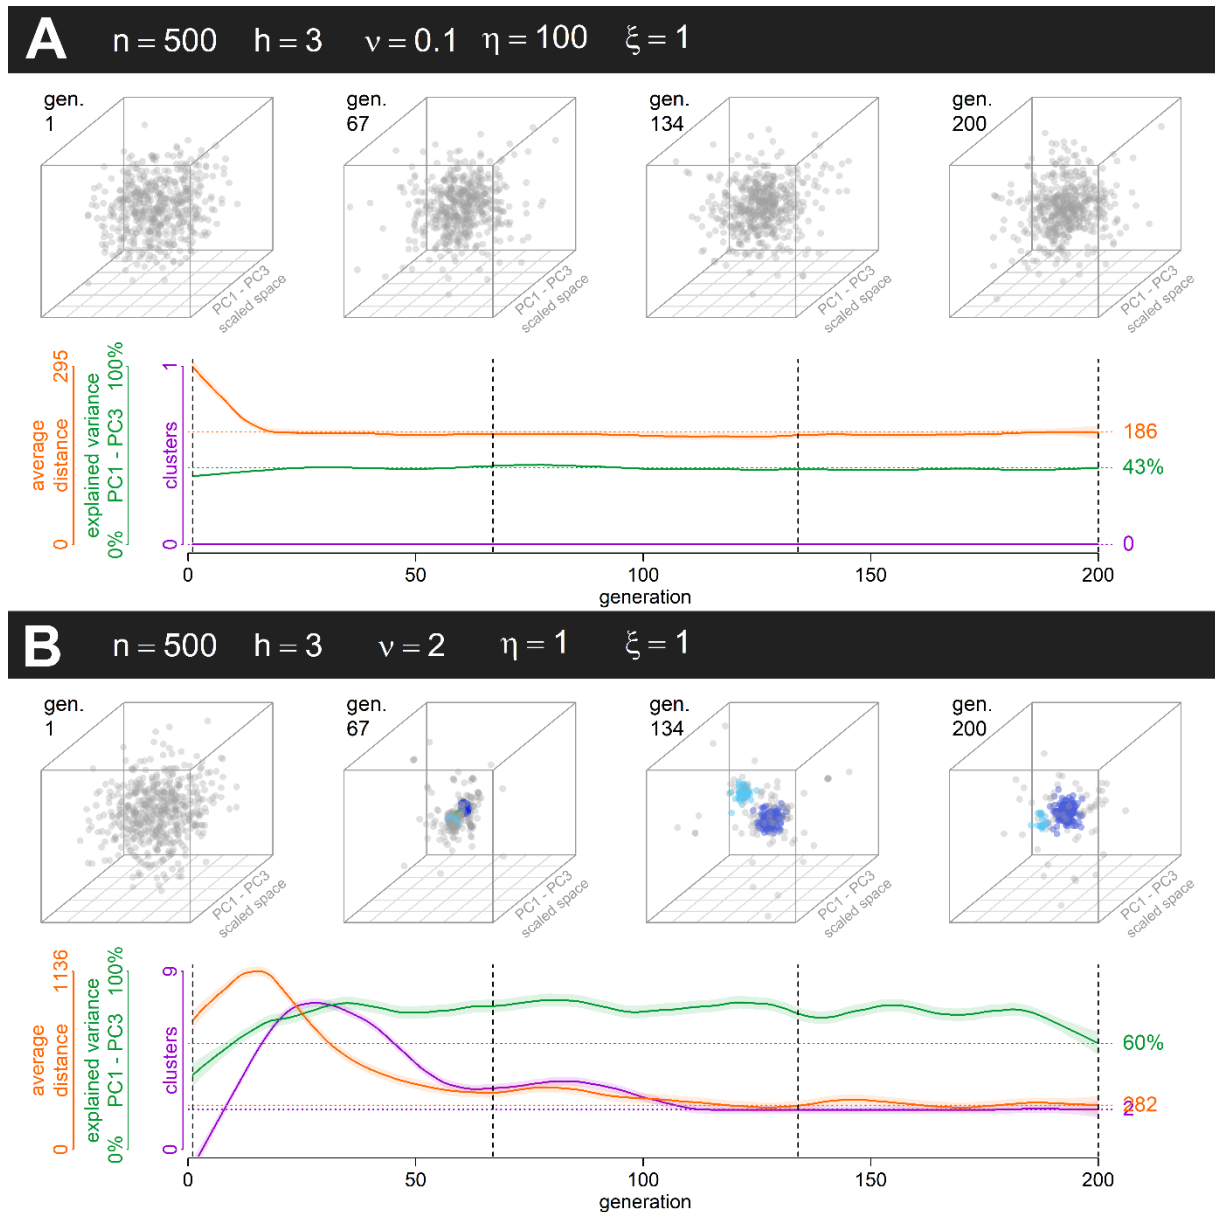 A n = 500 h = 3 ν = 0.1 η = 100 ξ = 1
gen.
1
gen.
67
gen.
134
gen.
200
PC1 - PC3
scaled space
PC1 - PC3
scaled space
PC1 - PC3
scaled space
PC1 - PC3
scaled space
average
distance
0 295
explained variance
0% PC1 - PC3 100%
clusters
0 1
186
43%
0
0 50 100 150 200
generation
B n = 500 h = 3 ν = 2 η = 1 ξ = 1
gen.
1
gen.
67
gen.
134
gen.
200
PC1 - PC3
scaled space
PC1 - PC3
scaled space
PC1 - PC3
scaled space
PC1 - PC3
scaled space
average
distance
0 1136
explained variance
0% PC1 - PC3 100%
clusters
0 9
60%
282
2
0 50 100 150 200
generation